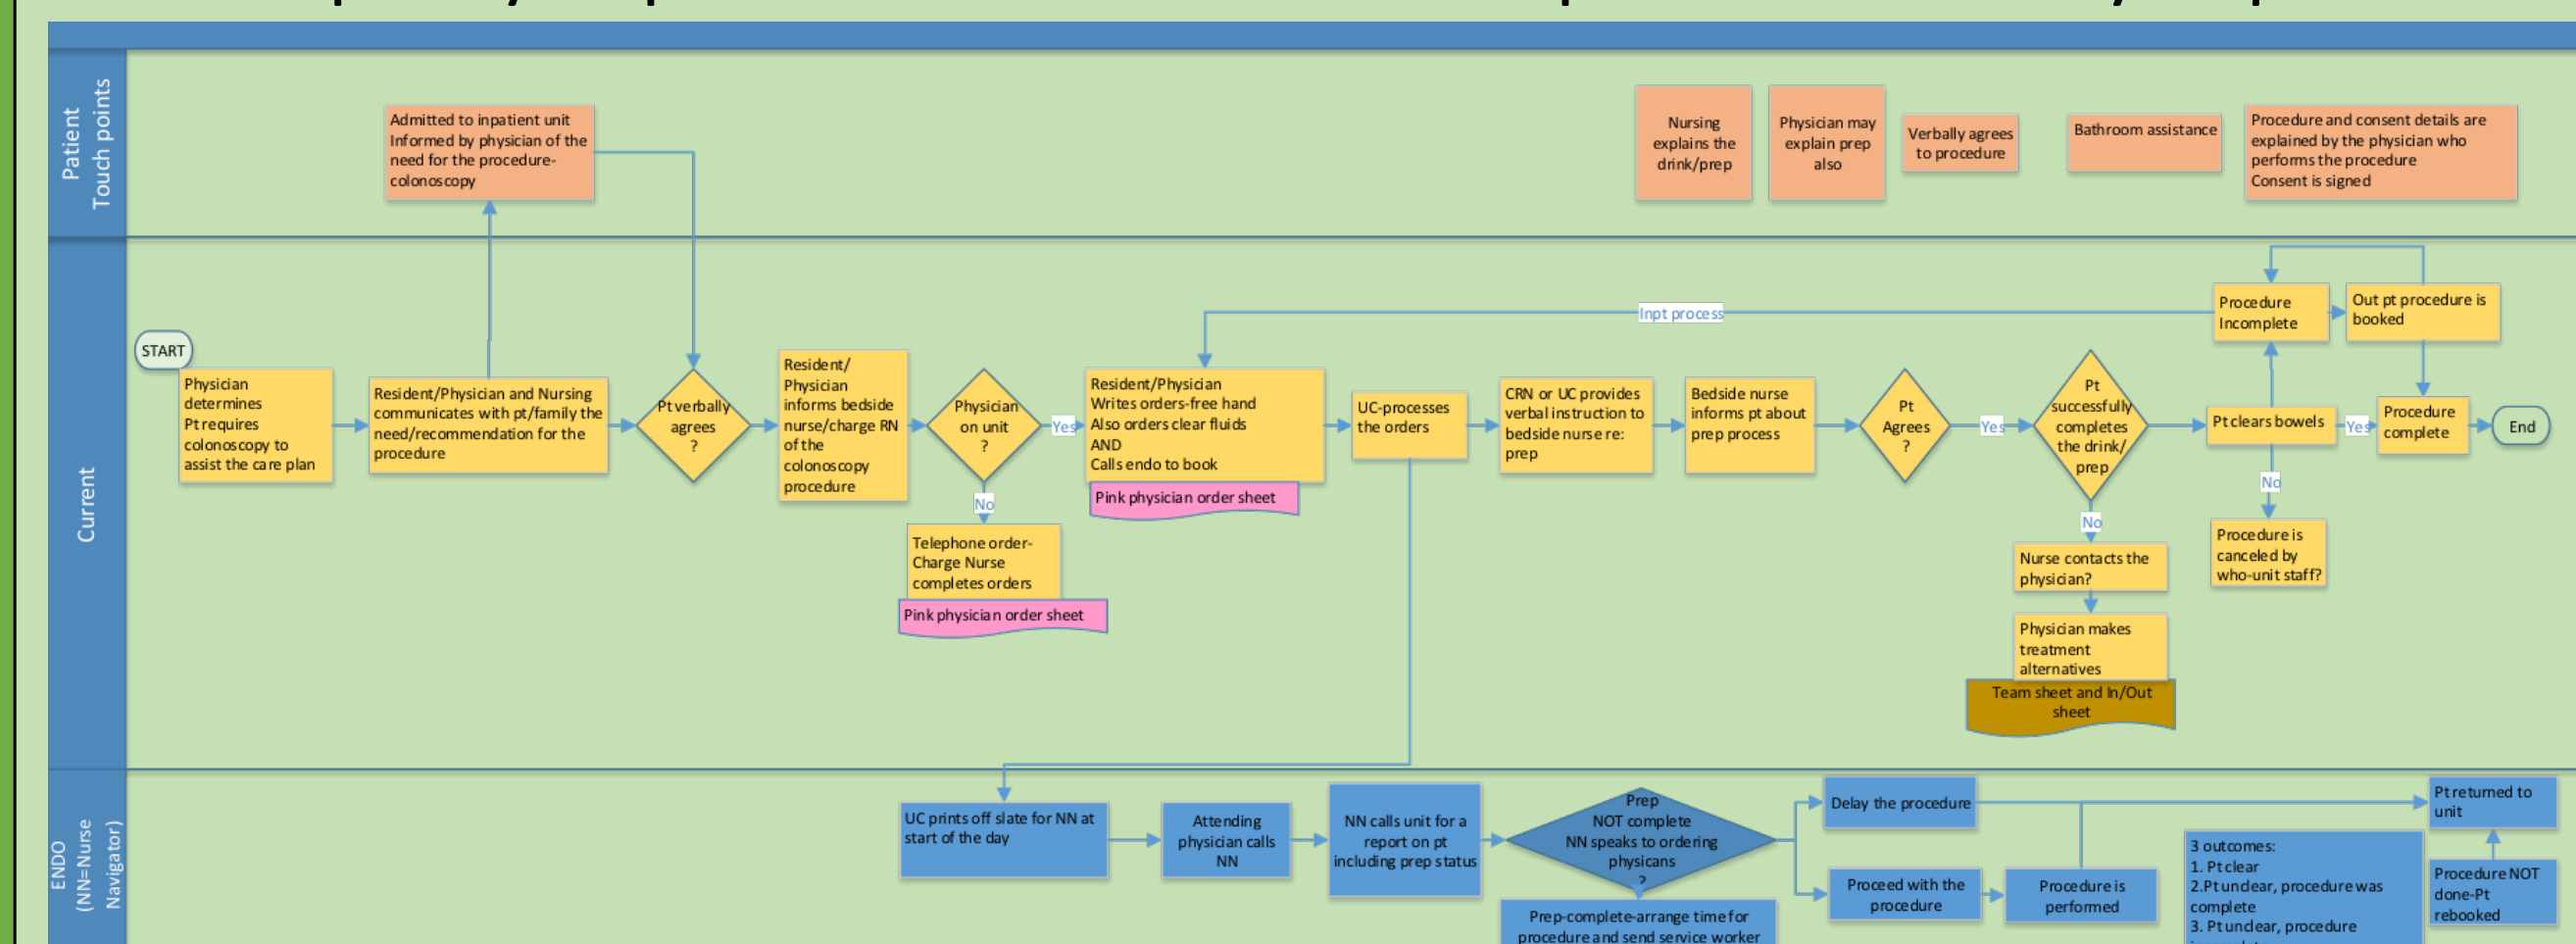 Patient
Touch points
Admitted to inpatient unit
Informed by physician of the
need for the procedure-
colonoscopy
Nursing
explains the
drink/prep
Physician may
explain prep
also
Verbally agrees
to procedure
Bathroom assistance
Procedure and consent details are
explained by the physician who
performs the procedure
Consent is signed
Current
START
Physician
determines
Pt requires
colonoscopy to
assist the care plan
Resident/Physician and Nursing
communicates with pt/family the
need/recommendation for the
procedure
Pt verbally
agrees
?
Resident/
Physician
informs bedside
nurse/charge RN
of the
colonoscopy
procedure
Physician
on unit
?
Yes
No
Telephone order-
Charge Nurse
completes orders
Pink physician order sheet
Resident/Physician
Writes orders-free hand
Also orders clear fluids
AND
Calls endo to book
Pink physician order sheet
Inpt process
UC-processes
the orders
CRN or UC provides
verbal instruction to
bedside nurse re:
prep
Bedside nurse
informs pt about
prep process
Pt
Agrees
?
Yes
Pt
successfully
completes
the drink/
prep
No
Nurse contacts the
physician?
Physician makes
treatment
alternatives
Team sheet and In/Out
sheet
Procedure
Incomplete
Out pt procedure is
booked
Pt clears bowels
Yes
Procedure
complete
End
No
Procedure is
canceled by
who-unit staff?
ENDO
(NN=Nurse
Navigator)
UC prints off slate for NN at
start of the day
Attending
physician calls
NN
NN calls unit for a
report on pt
including prep status
Prep
NOT complete
NN speaks to ordering
physicans
?
Prep-complete-arrange time for
procedure and send service worker
Delay the procedure
Proceed with the
procedure
Procedure is
performed
3 outcomes:
1. Pt clear
2.Pt unclear, procedure was
complete
3. Pt unclear, procedure
Pt returned to
unit
Procedure NOT
done-Pt
rebooked